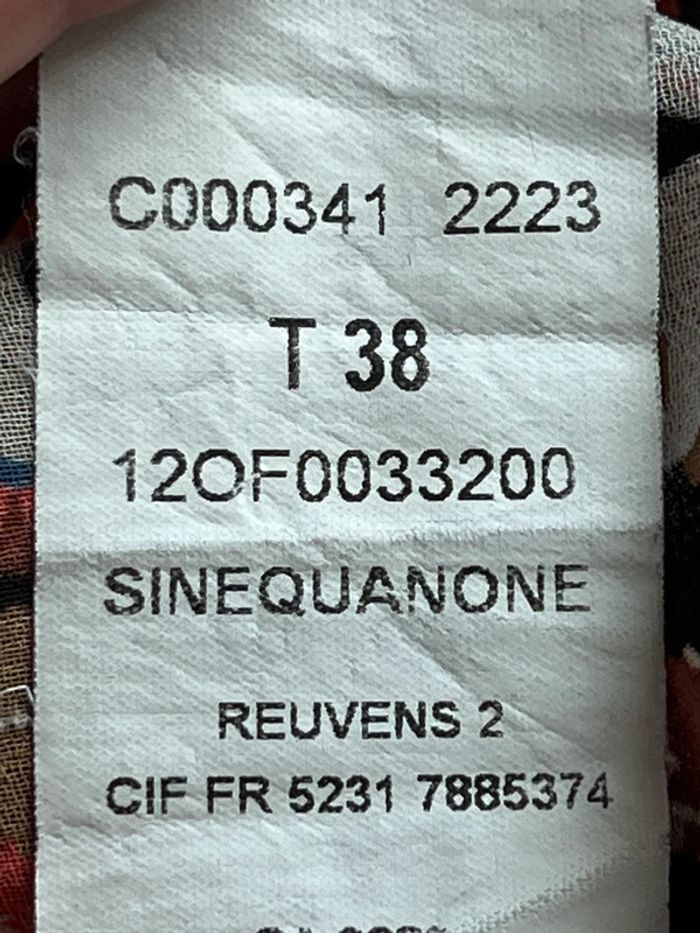 C000341 2223
T 38
12OF0033200
SINEQUANONE
REUVENS 2
CIF FR 5231 7885374